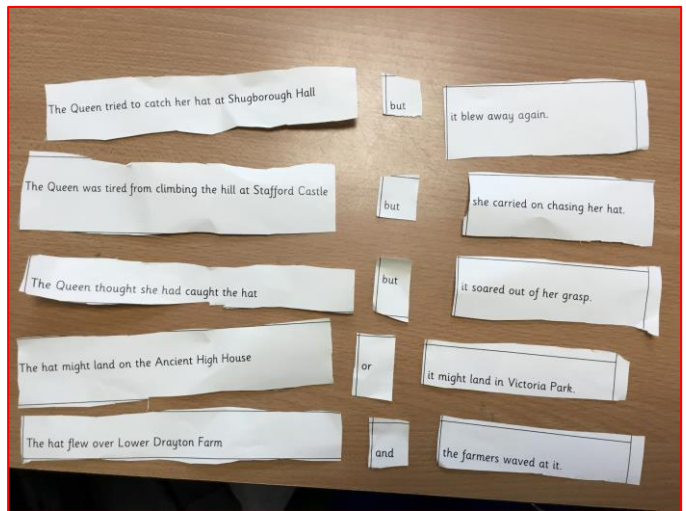 The Queen tried to catch her hat at Shugborough Hall but it blew away again.
The Queen was tired from climbing the hill at Stafford Castle but she carried on chasing her hat.
The Queen thought she had caught the hat but it soared out of her grasp.
The hat might land on the Ancient High House or it might land in Victoria Park.
The hat flew over Lower Drayton Farm and the farmers waved at it.